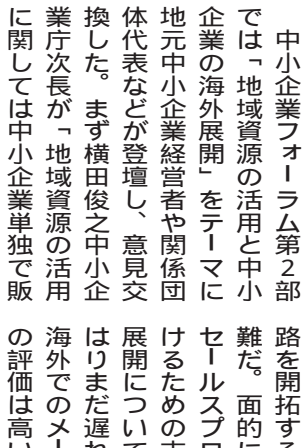 中小企業フォーラム第2部
では「地域資源の活用と中小
企業の海外展開」をテーマに
地元中小企業経営者や関係団
体代表などが登壇し、意見交
換した。まず横田俊之中小企
業庁次長が「地域資源の活用
に関しては中小企業単独で販
路を開拓する
難だ。面的に
セールスプロ
けるための支
展開について
はりまだ遅れ
海外でのメー
の評価は高い